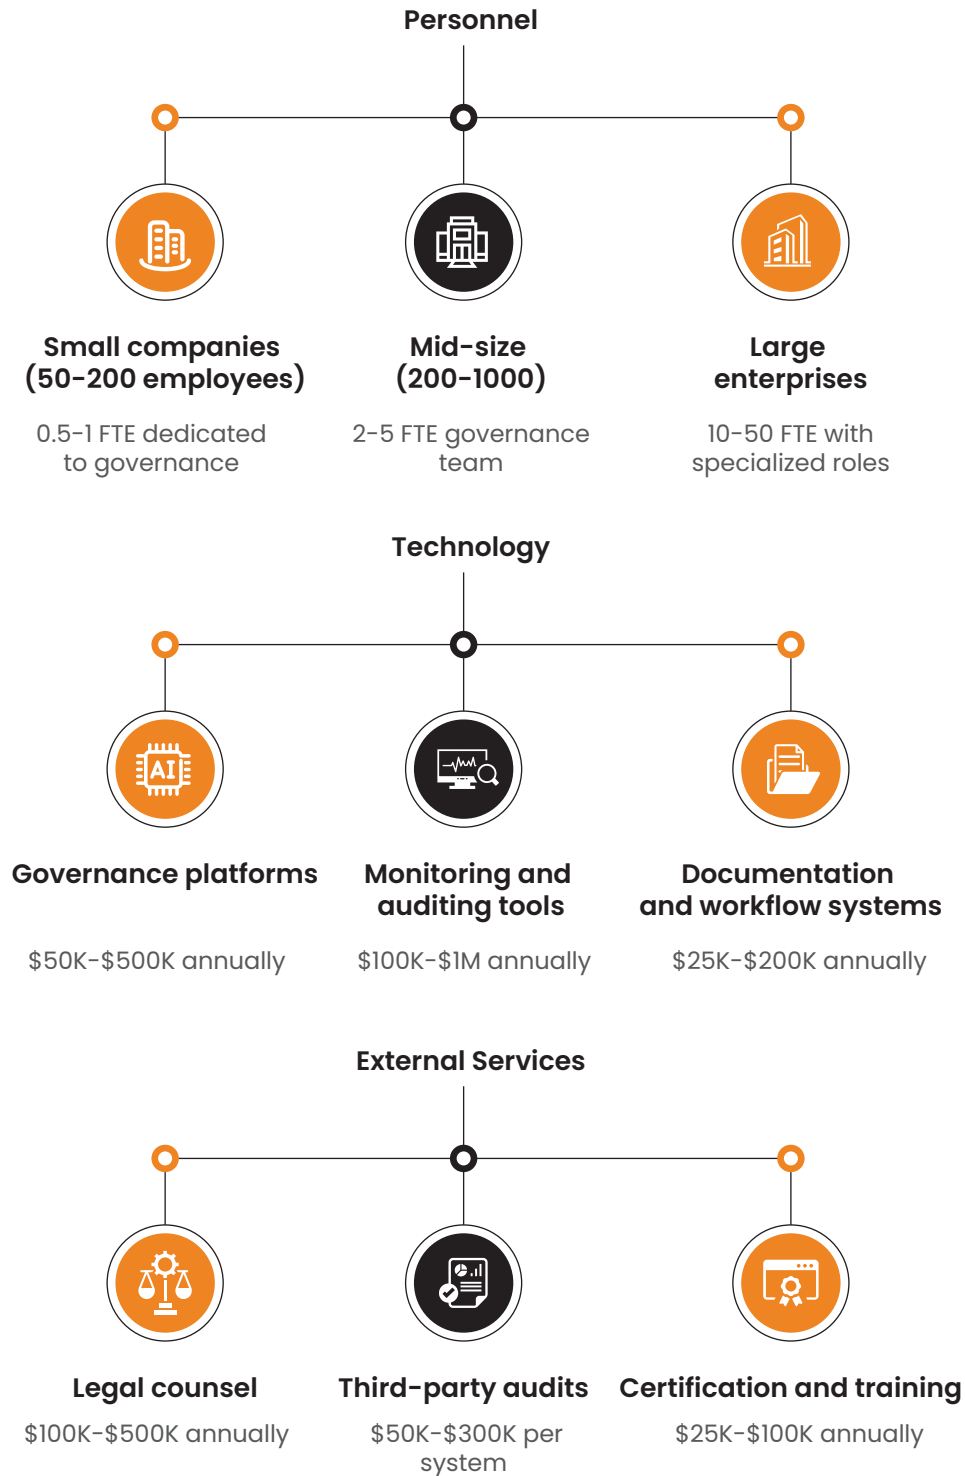 Personnel
Small companies
(50-200 employees)
0.5-1 FTE dedicated
to governance
Mid-size
(200-1000)
2-5 FTE governance
team
Large
enterprises
10-50 FTE with
specialized roles
Technology
AI
Governance platforms
$50K-$500K annually
Monitoring and
auditing tools
$100K-$1M annually
Documentation
and workflow systems
$25K-$200K annually
External Services
Legal counsel
$100K-$500K annually
Third-party audits
$50K-$300K per
system
Certification and training
$25K-$100K annually